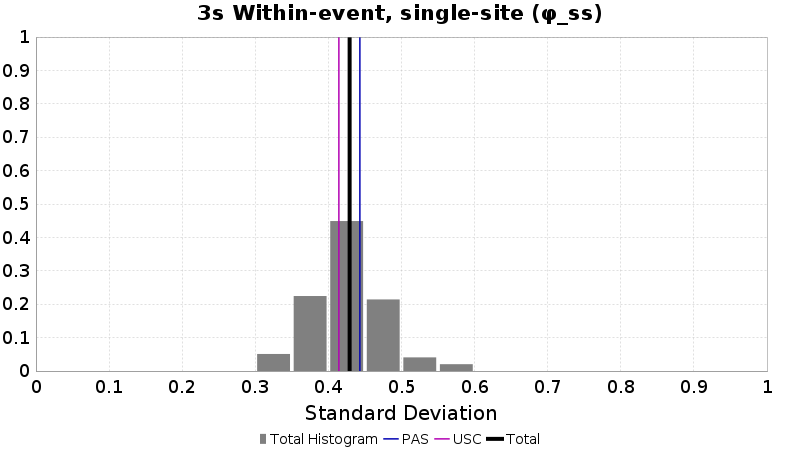 3s Within-event, single-site (φ_ss)
1
0.9
0.8
0.7
0.6
0.5
0.4
0.3
0.2
0.1
0
0 0.1 0.2 0.3 0.4 0.5 0.6 0.7 0.8 0.9 1
Standard Deviation
Total Histogram PAS USC Total